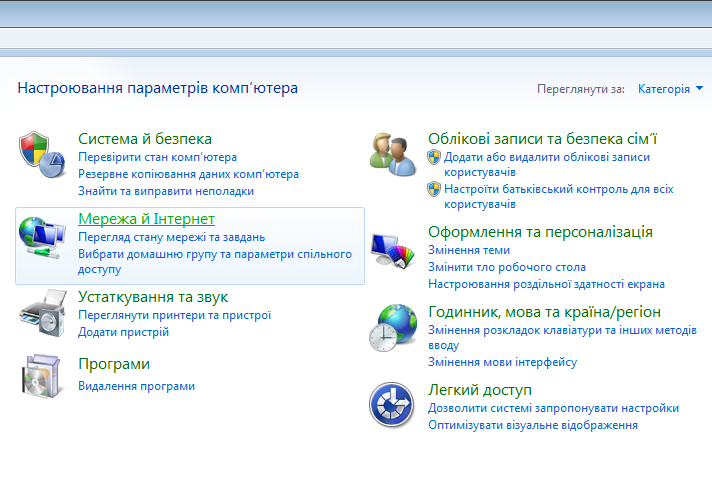 Настроювання параметрів комп’ютера
Переглянути за: Категорія
Система й безпека
Перевірити стан комп’ютера
Резервне копіювання даних комп’ютера
Знайти та виправити неполадки
Мережа й Інтернет
Перегляд стану мережі та завдань
Вибрати домашню групу та параметри спільного
доступу
Устаткування та звук
Переглянути принтери та пристрої
Додати пристрій
Програми
Видалення програми
Облікові записи та безпека сім’ї
Додати або видалити облікові записи
користувачів
Настроїти батьківський контроль для всіх
користувачів
Оформлення та персоналізація
Змінення теми
Змінити тло робочого стола
Настроювання роздільної здатності екрана
Годинник, мова та країна/регіон
Змінення розкладок клавіатури та інших методів
вводу
Змінення мови інтерфейсу
Легкий доступ
Дозволити системі запропонувати настройки
Оптимізувати візуальне відображення